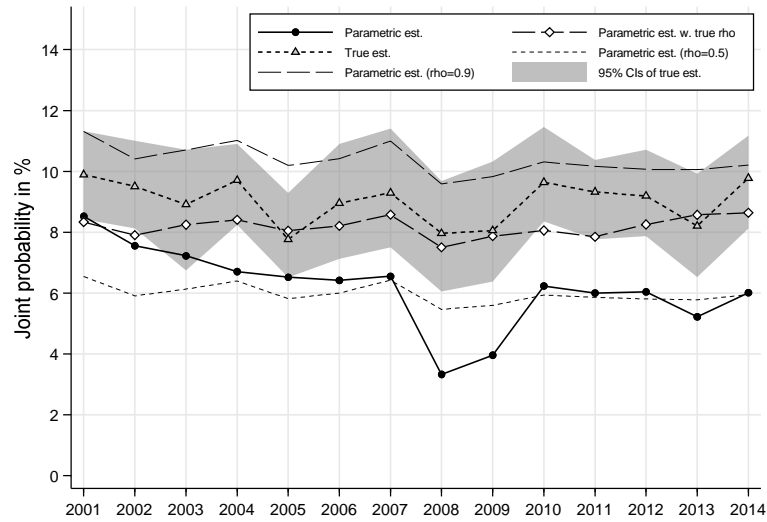 Parametric est.
Parametric est. w. true rho
True est.
Parametric est. (rho=0.5)
Parametric est. (rho=0.9)
95% CIs of true est.
Joint probability in %
14
12
10
8
6
4
2
0
2001 2002 2003 2004 2005 2006 2007 2008 2009 2010 2011 2012 2013 2014